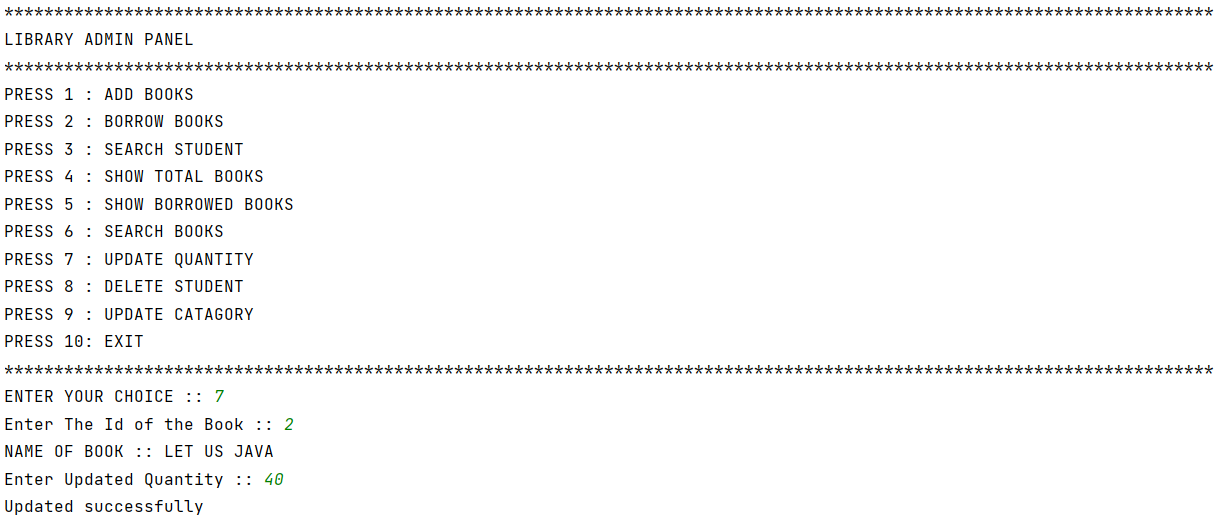 *************************************************************************************************************************
LIBRARY ADMIN PANEL
*************************************************************************************************************************
PRESS 1 : ADD BOOKS
PRESS 2 : BORROW BOOKS
PRESS 3 : SEARCH STUDENT
PRESS 4 : SHOW TOTAL BOOKS
PRESS 5 : SHOW BORROWED BOOKS
PRESS 6 : SEARCH BOOKS
PRESS 7 : UPDATE QUANTITY
PRESS 8 : DELETE STUDENT
PRESS 9 : UPDATE CATAGORY
PRESS 10: EXIT
*************************************************************************************************************************
ENTER YOUR CHOICE :: 7
Enter The Id of the Book :: 2
NAME OF BOOK :: LET US JAVA
Enter Updated Quantity :: 40
Updated successfully